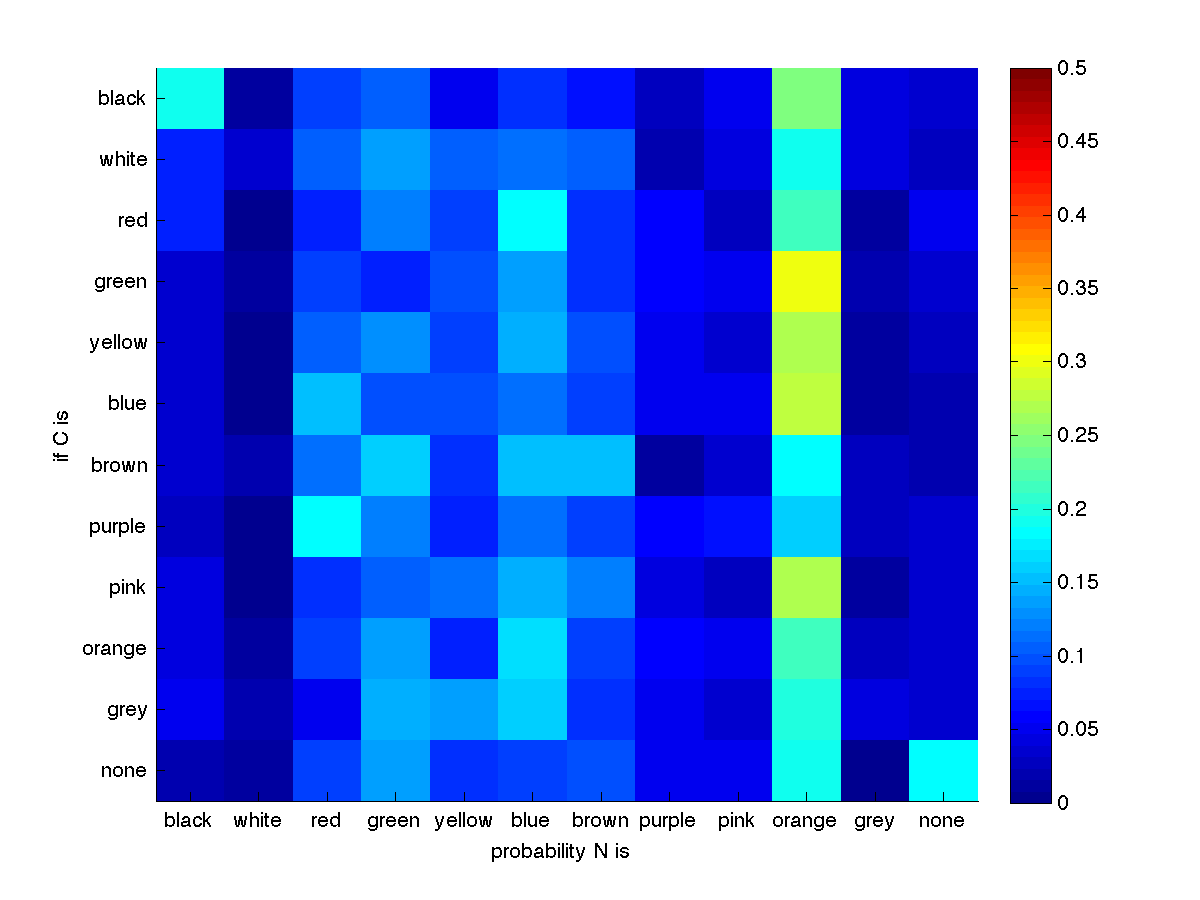 black
white
red
green
yellow
blue
brown
purple
pink
orange
grey
none
if C is
black white red green yellow blue brown purple pink orange grey none
probability N is
0.5
0.45
0.4
0.35
0.3
0.25
0.2
0.15
0.1
0.05
0